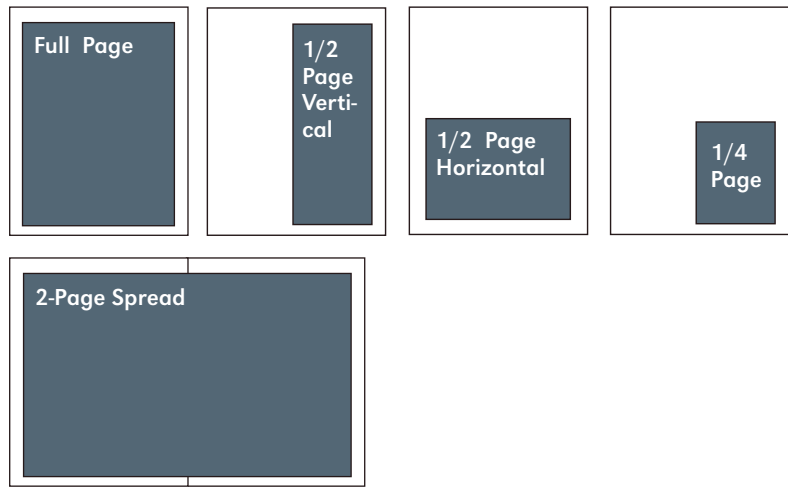 Full Page
1/2
Page
Verti-
cal
1/2 Page
Horizontal
1/4
Page
2-Page Spread